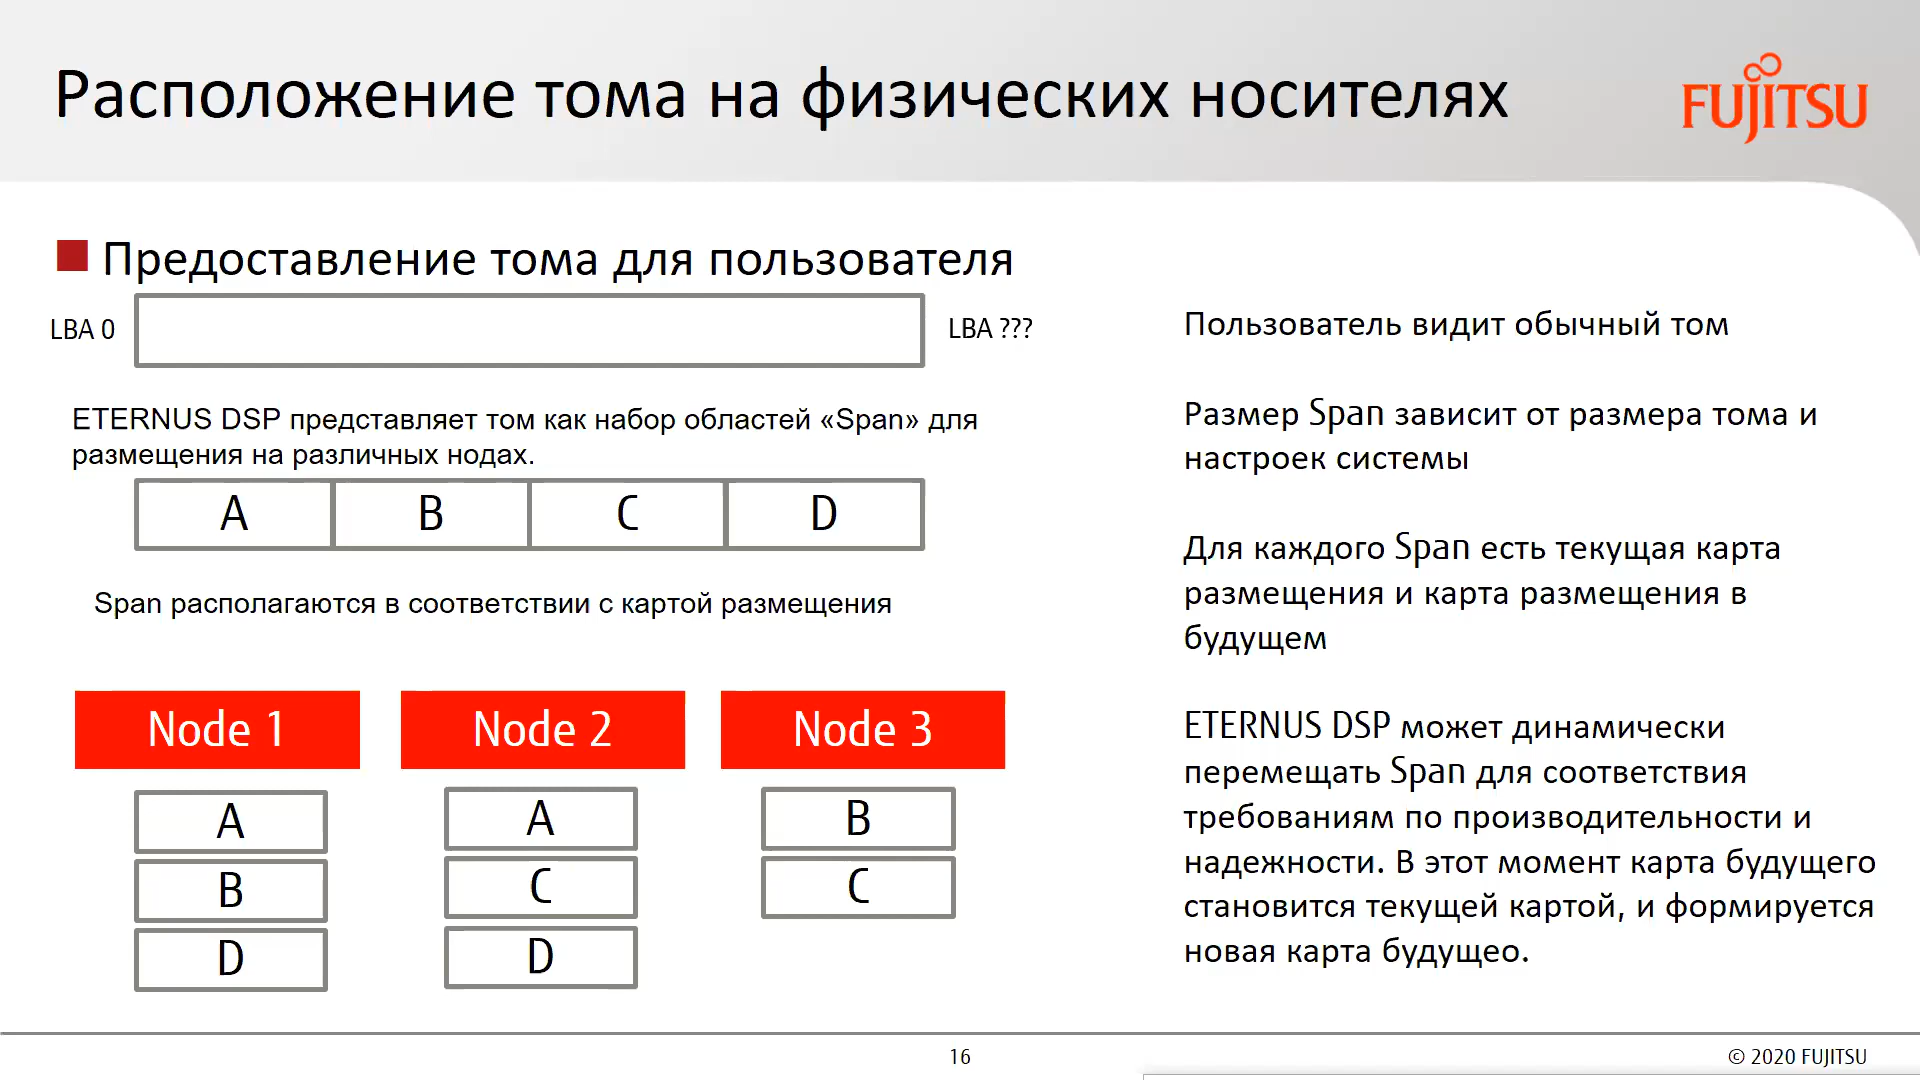 Расположение тома на физических носителях
FUJITSU
Предоставление тома для пользователя
LBA 0
LBA ???
ETERNUS DSP представляет том как набор областей «Span» для
размещения на различных нодах.
A B C D
Span располагаются в соответствии с картой размещения
Node 1
A
B
D
Node 2
A
C
D
Node 3
B
C
Пользователь видит обычный том
Размер Span зависит от размера тома и
настроек системы
Для каждого Span есть текущая карта
размещения и карта размещения в
будущем
ETERNUS DSP может динамически
перемещать Span для соответствия
требованиям по производительности и
надежности. В этот момент карта будущего
становится текущей картой, и формируется
новая карта будущео.
16
© 2020 FUJITSU